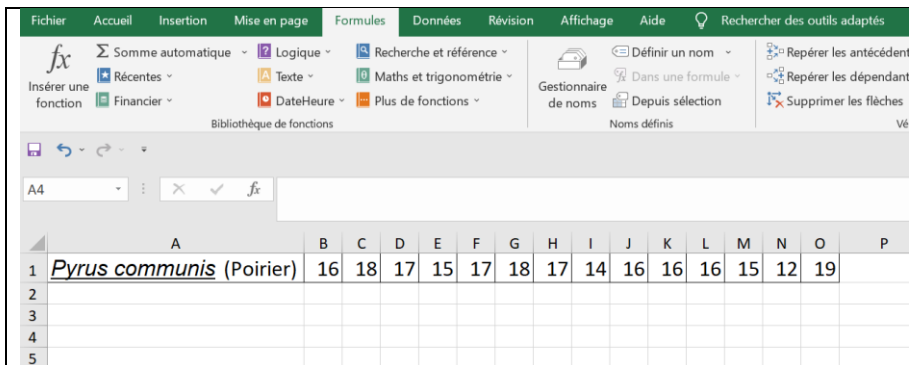 Fichier Accueil Insertion Mise en page Formules Données Révision Affichage Aide Rechercher des outils adaptés
fx Insérer une fonction
Σ Somme automatique
Récentes
Financier
Logique
Texte
DateHeure
Recherche et référence
Maths et trigonométrie
Plus de fonctions
Bibliothèque de fonctions
Gestionnaire de noms
Définir un nom
Dans une formule
Depuis sélection
Noms définis
Repérer les antécédent
Repérer les dépendant
Supprimer les flèches
Vé
A4 fx
A B C D E F G H I J K L M N O P
1 Pyrus communis (Poirier) 16 18 17 15 17 18 17 14 16 16 16 15 12 19
2
3
4
5